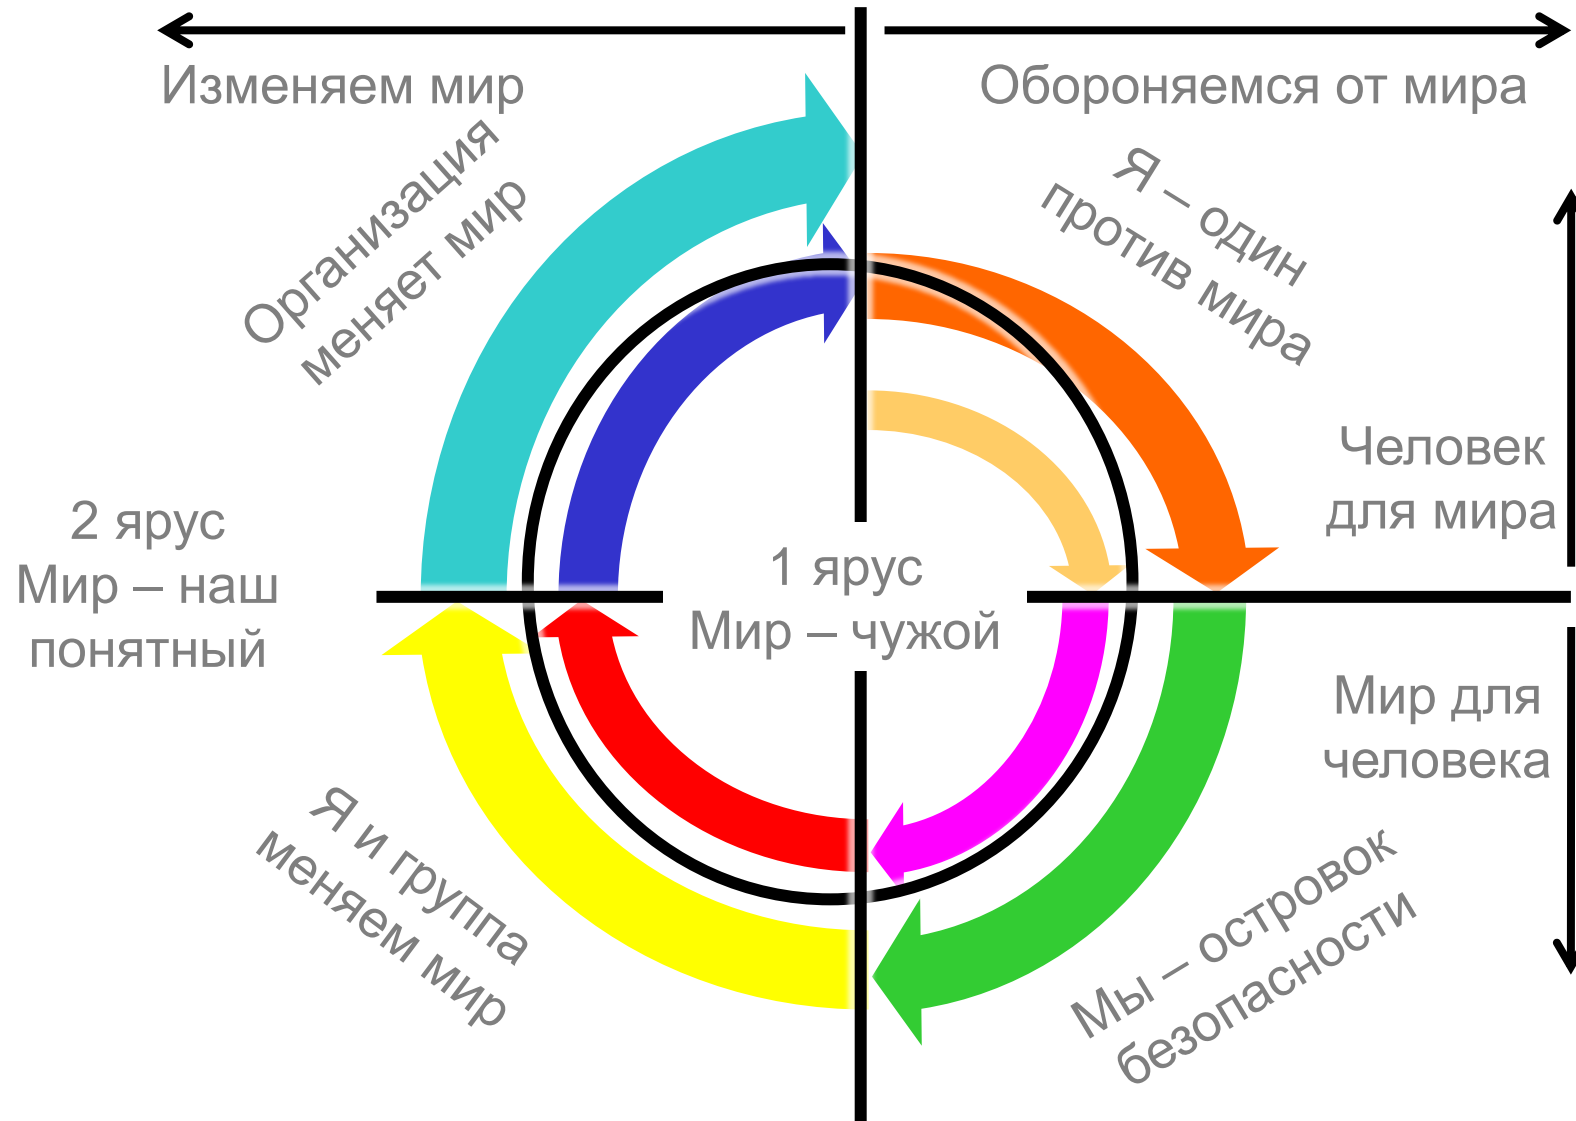 Изменяем мир
Обороняемся от мира
Организация
меняет мир
Я – один
против мира
Человек
для мира
2 ярус
Мир – наш
понятный
1 ярус
Мир – чужой
Мир для
человека
Я и группа
меняем мир
Мы – островок
безопасности